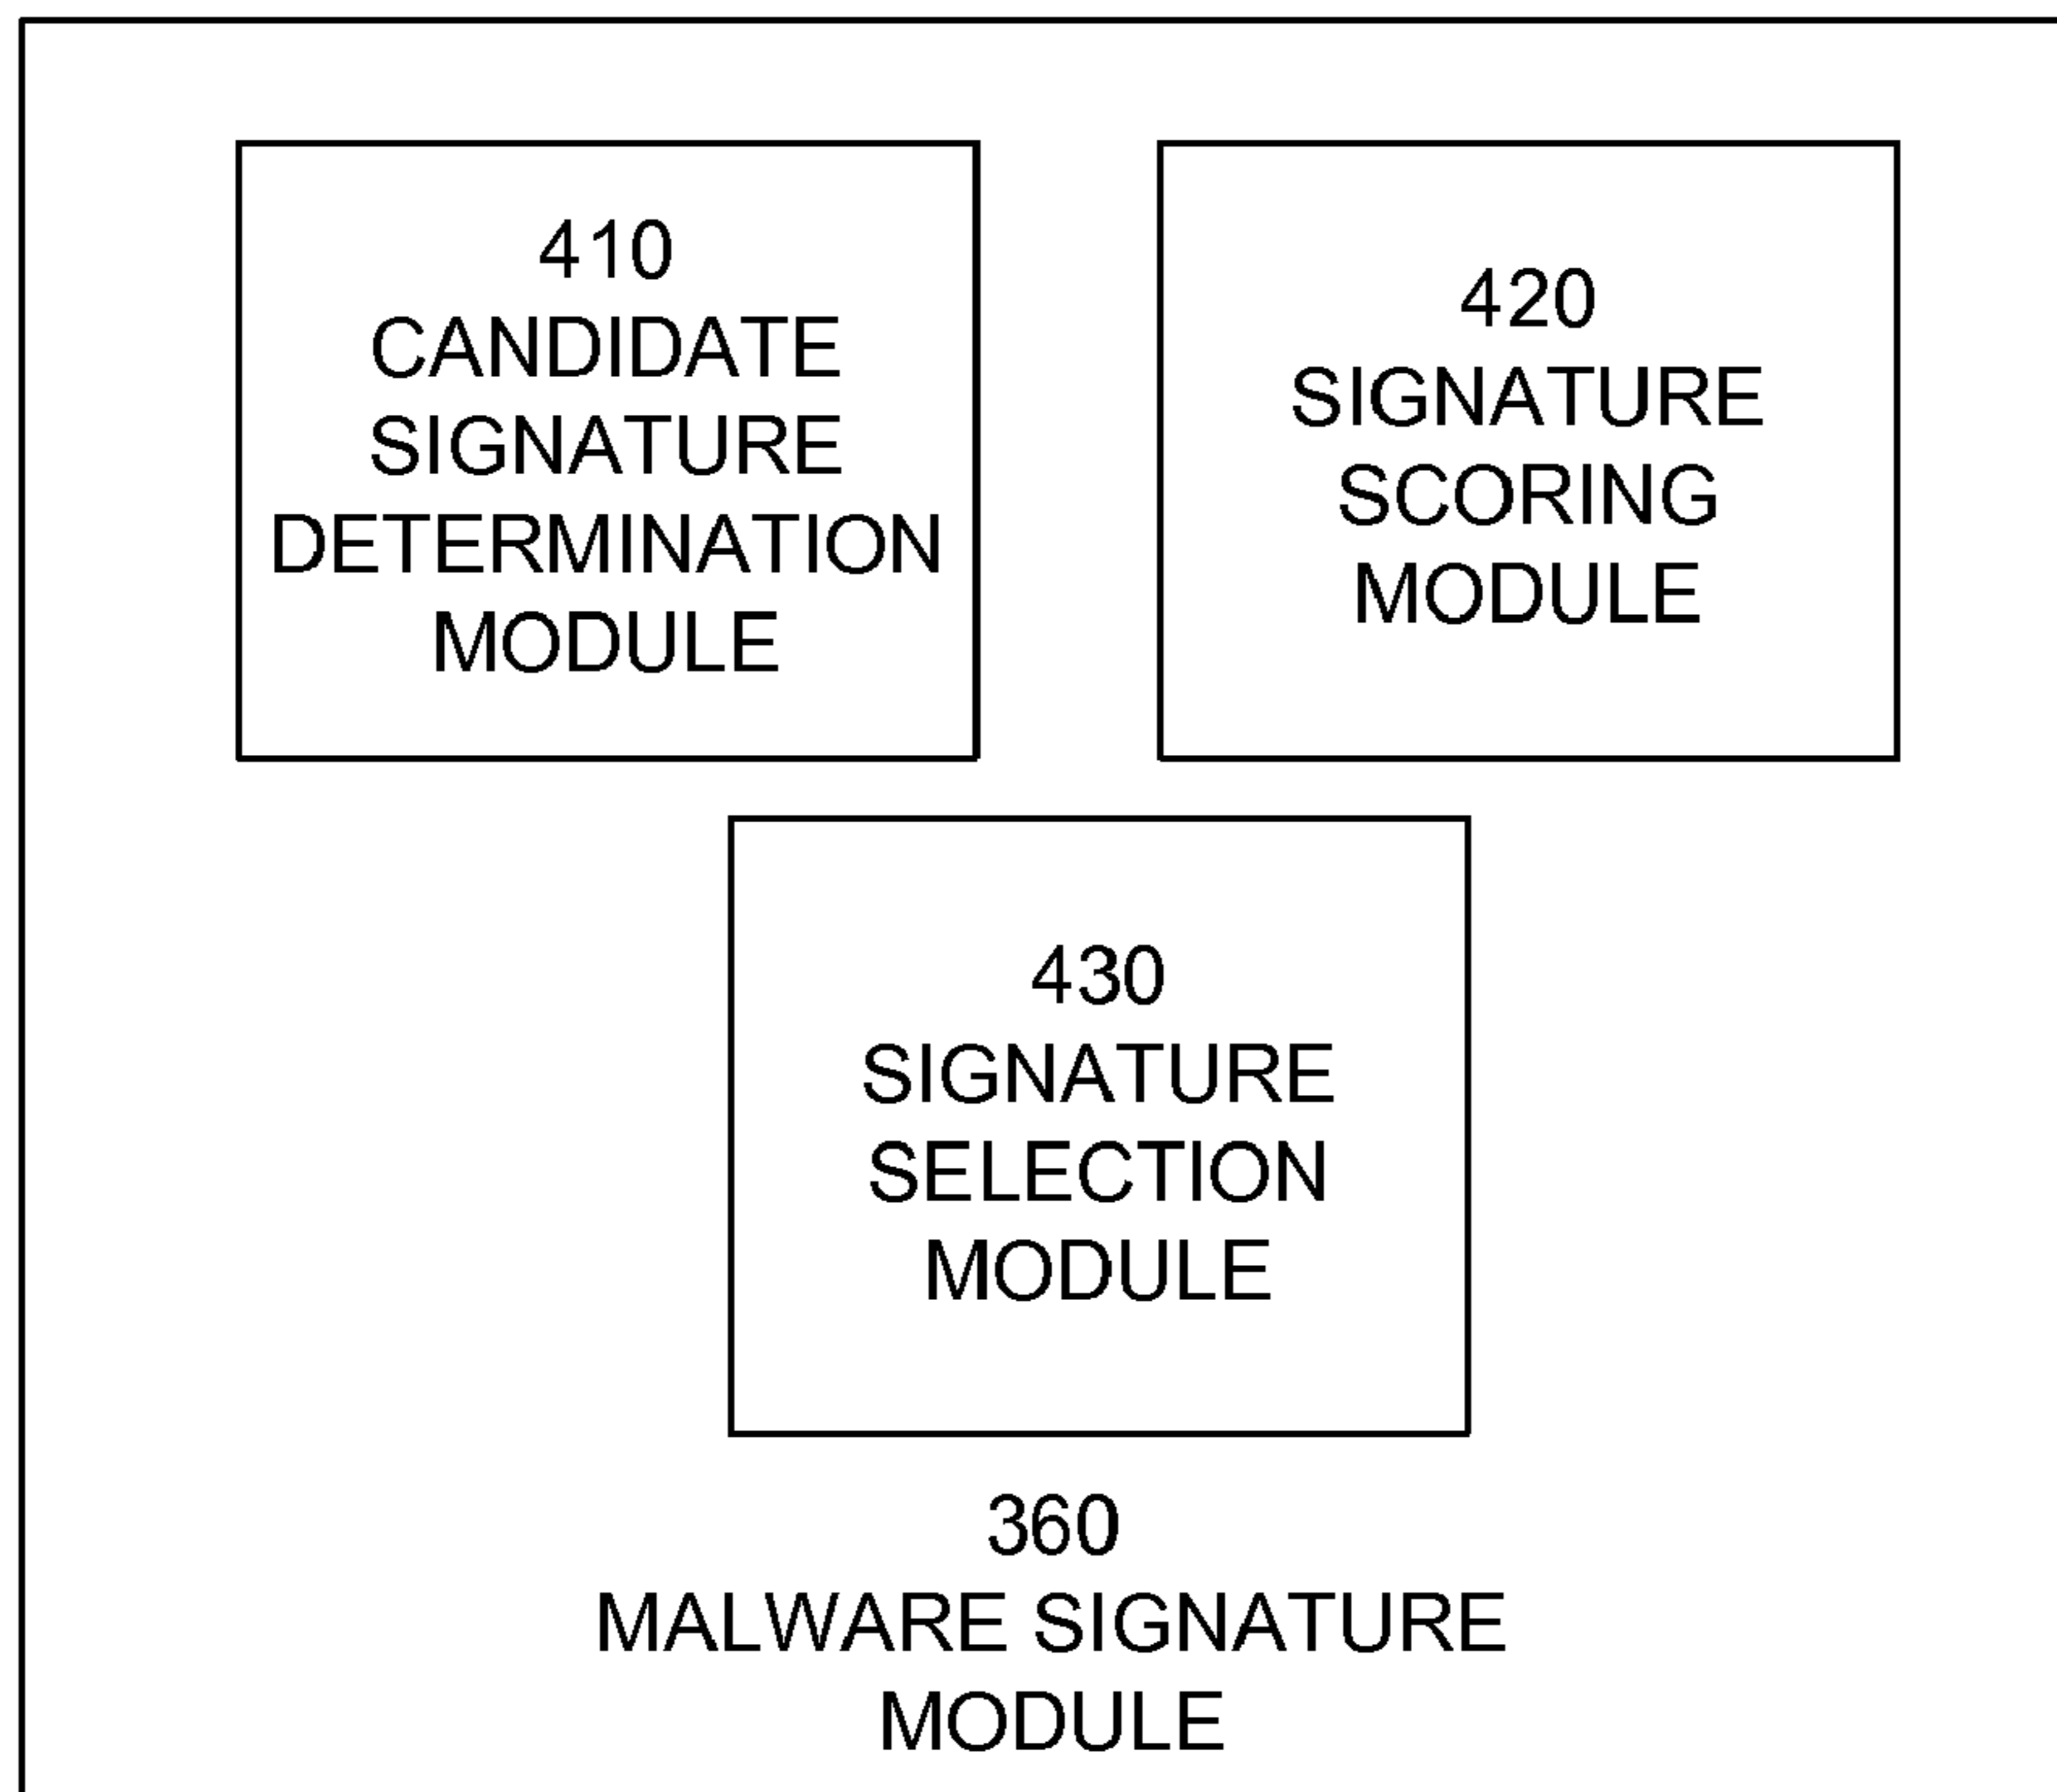 410
CANDIDATE
SIGNATURE
DETERMINATION
MODULE
420
SIGNATURE
SCORING
MODULE
430
SIGNATURE
SELECTION
MODULE
360
MALWARE SIGNATURE
MODULE